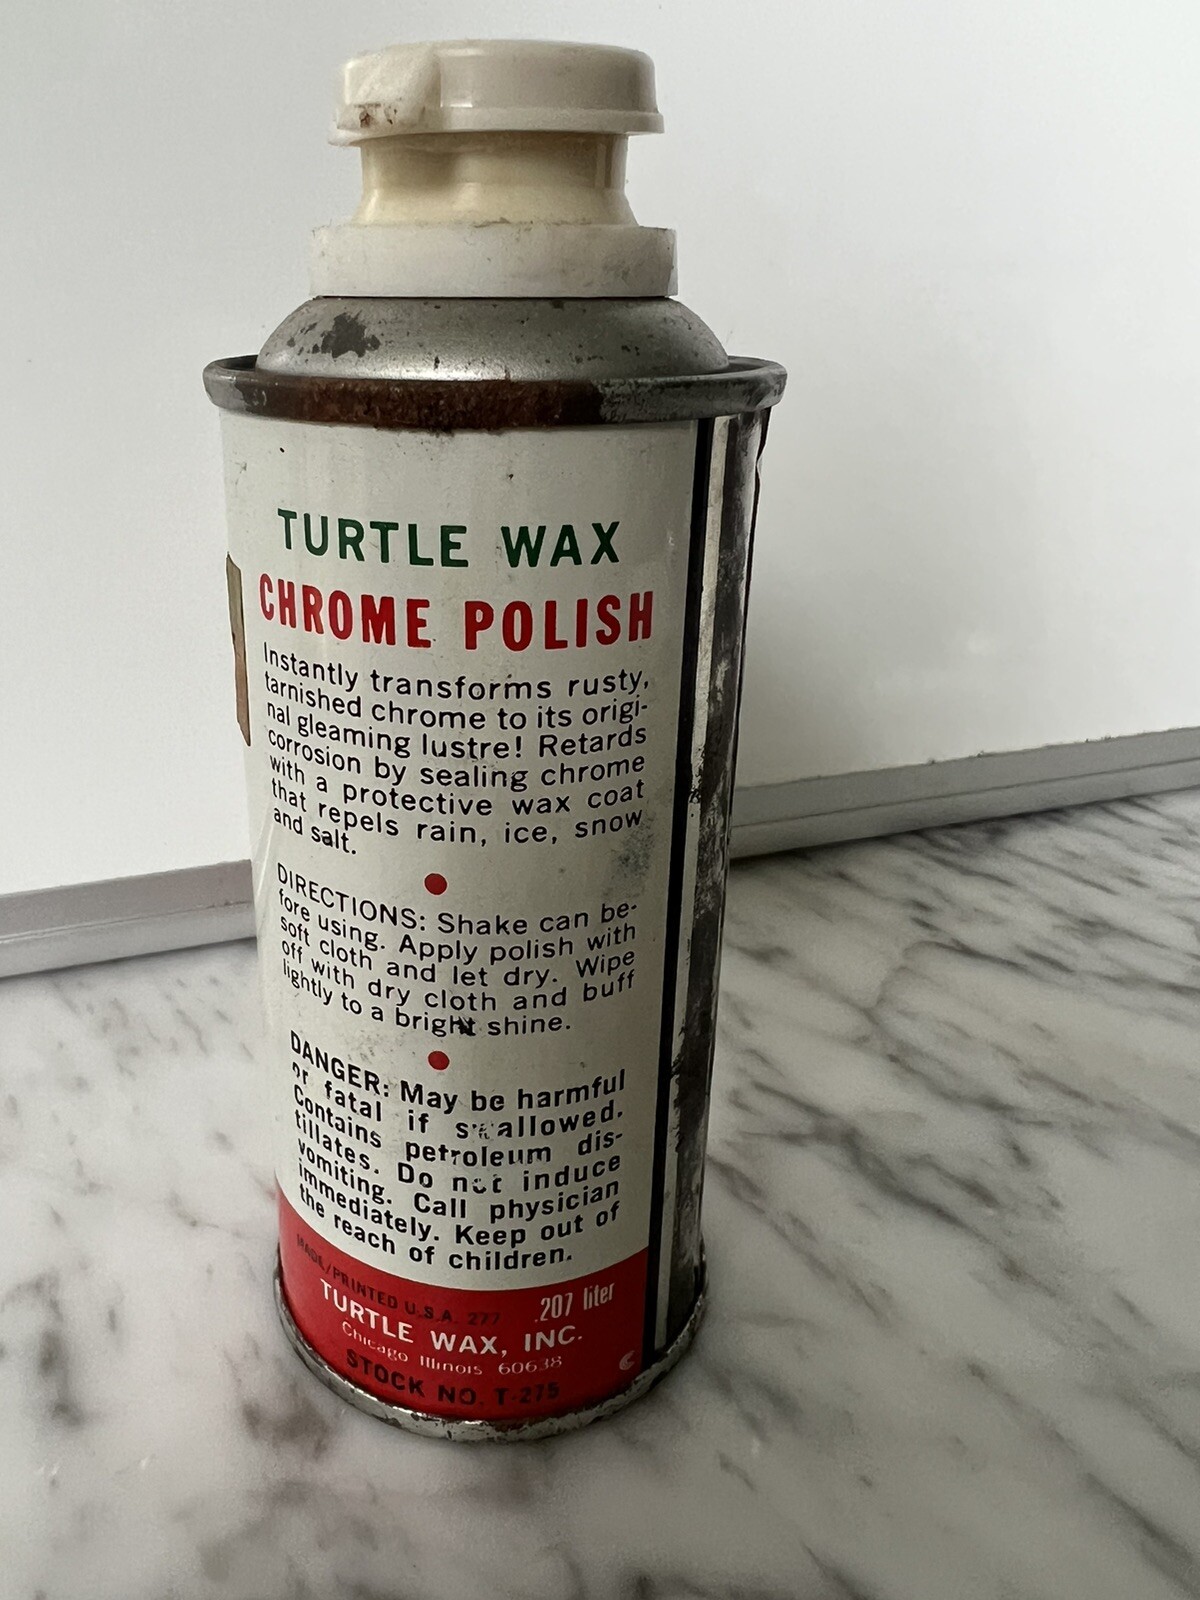 TURTLE WAX
CHROME POLISH
Instantly transforms rusty,
tarnished chrome to its origi-
nal gleaming lustre! Retards
corrosion by sealing chrome
with a protective wax coat
that repels rain, ice, snow
and salt.
DIRECTIONS: Shake can be-
fore using. Apply polish with
soft cloth and let dry. Wipe
off with dry cloth and buff
lightly to a bright shine.
DANGER: May be harmful
or fatal if swallowed.
Contains petroleum dis-
tillates. Do not induce
vomiting. Call physician
immediately. Keep out of
the reach of children.
MADE/PRINTED U.S.A. 277 .207 liter
TURTLE WAX, INC.
Chicago Illinois 60638
STOCK NO. T-275